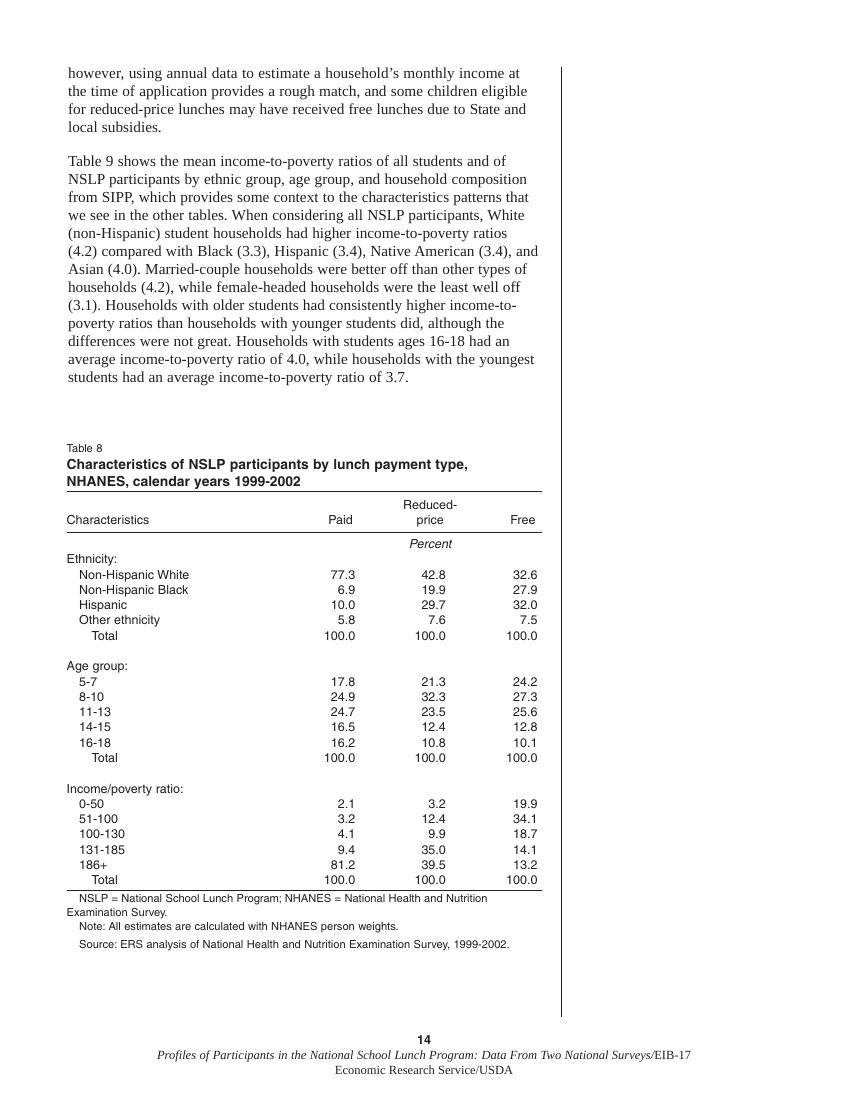 however, using annual data to estimate a household's monthly income at
the time of application provides a rough match, and some children eligible
for reduced-price lunches may have received free lunches due to State and
local subsidies.
Table 9 shows the mean income-to-poverty ratios of all students and of
NSLP participants by ethnic group, age group, and household composition
from SIPP, which provides some context to the characteristics patterns that
we see in the other tables. When considering all NSLP participants, White
(non-Hispanic) student households had higher income-to-poverty ratios
(4.2) compared with Black (3.3), Hispanic (3.4), Native American (3.4), and
Asian (4.0). Married-couple households were better off than other types of
households (4.2), while female-headed households were the least well off
(3.1). Households with older students had consistently higher income-to-
poverty ratios than households with younger students did, although the
differences were not great. Households with students ages 16-18 had an
average income-to-poverty ratio of 4.0, while households with the youngest
students had an average income-to-poverty ratio of 3.7.
Table 8
Characteristics of NSLP participants by lunch payment type,
NHANES, calendar years 1999-2002
Reduced-
Characteristics Paid price Free
Percent
Ethnicity:
Non-Hispanic White 77.3 42.8 32.6
Non-Hispanic Black 6.9 19.9 27.9
Hispanic 10.0 29.7 32.0
Other ethnicity 5.8 7.6 7.5
Total 100.0 100.0 100.0
Age group:
5-7 17.8 21.3 24.2
8-10 24.9 32.3 27.3
11-13 24.7 23.5 25.6
14-15 16.5 12.4 12.8
16-18 16.2 10.8 10.1
Total 100.0 100.0 100.0
Income/poverty ratio:
0-50 2.1 3.2 19.9
51-100 3.2 12.4 34.1
100-130 4.1 9.9 18.7
131-185 9.4 35.0 14.1
186+ 81.2 39.5 13.2
Total 100.0 100.0 100.0
NSLP = National School Lunch Program; NHANES = National Health and Nutrition
Examination Survey.
Note: All estimates are calculated with NHANES person weights.
Source: ERS analysis of National Health and Nutrition Examination Survey, 1999-2002.
14
Profiles of Participants in the National School Lunch Program: Data From Two National Surveys/EIB-17
Economic Research Service/USDA